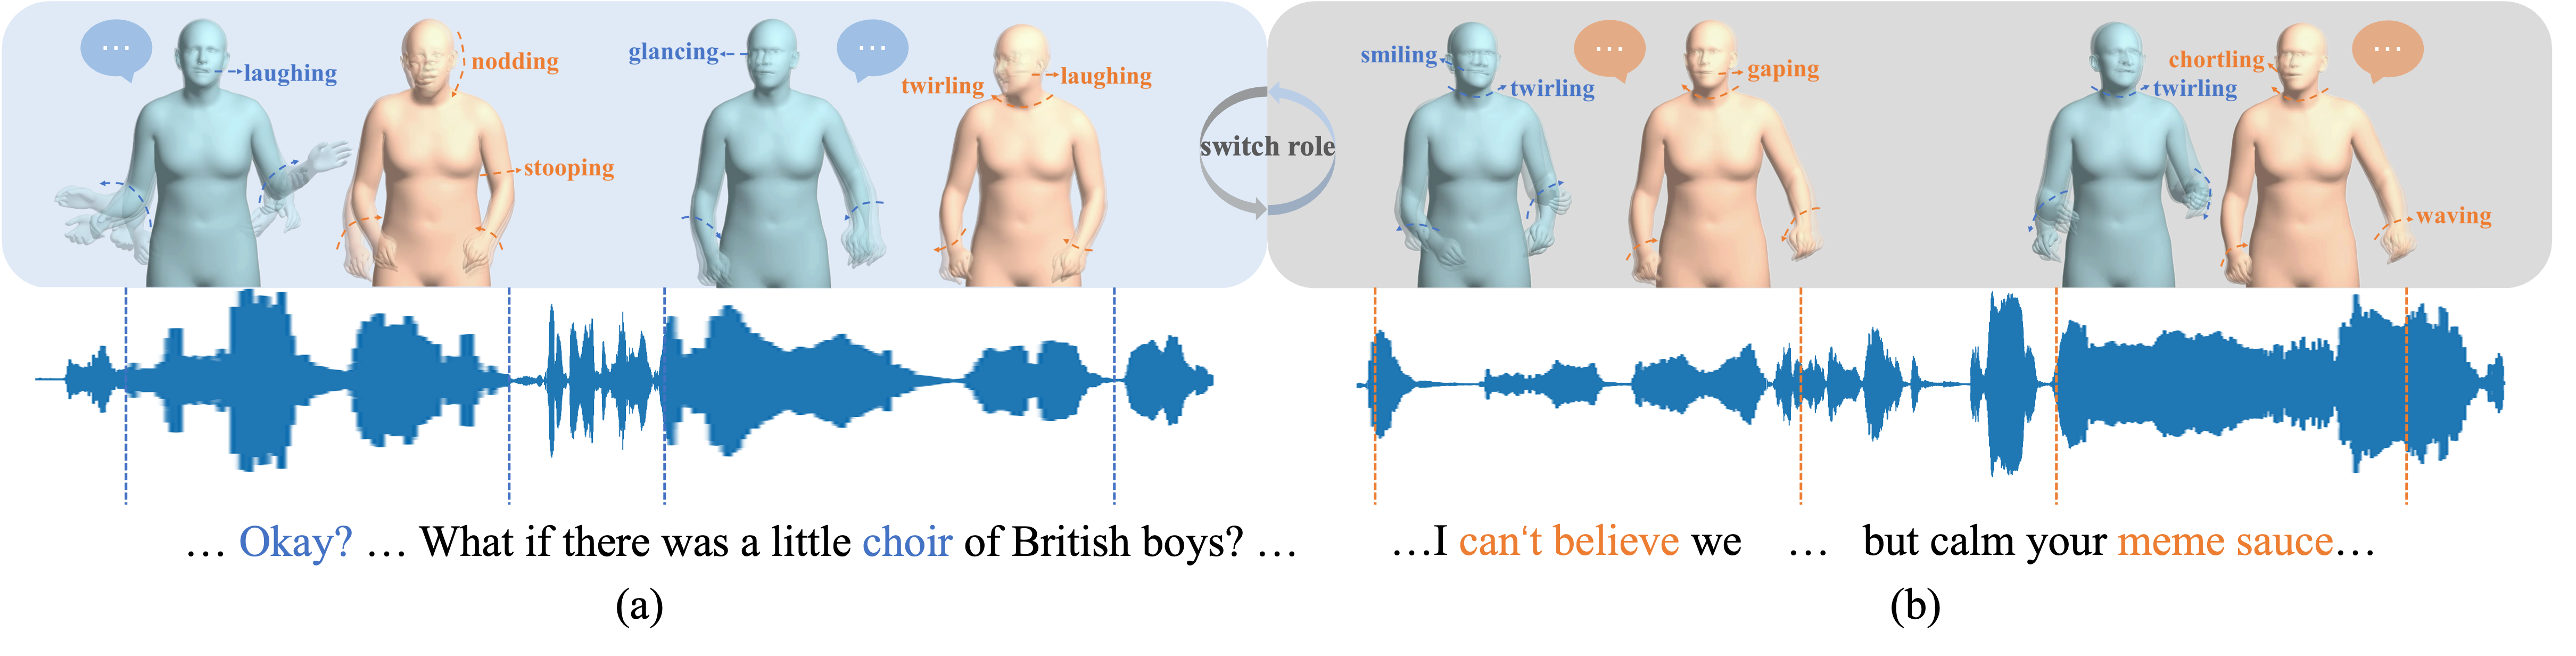 ...
laughing
nodding
stooping
glancing
...
twirling
laughing
switch role
smiling
twirling
...
gaping
twirling
chortling
...
waving
... Okay? ... What if there was a little choir of British boys? ...
...I can't believe we ... but calm your meme sauce...
(a)
(b)